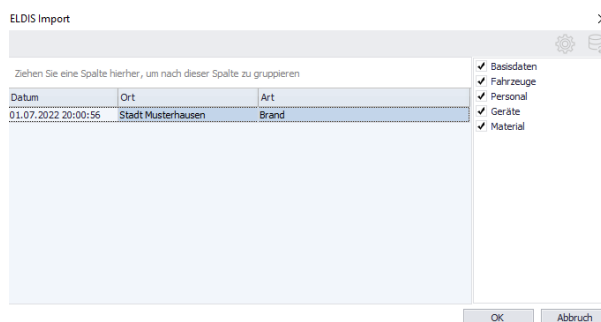 ELDIS Import
Ziehen Sie eine Spalte hierher, um nach dieser Spalte zu gruppieren
Datum Ort Art
01.07.2022 20:00:56 Stadt Musterhausen Brand
Basisdaten
Fahrzeuge
Personal
Geräte
Material
OK Abbruch